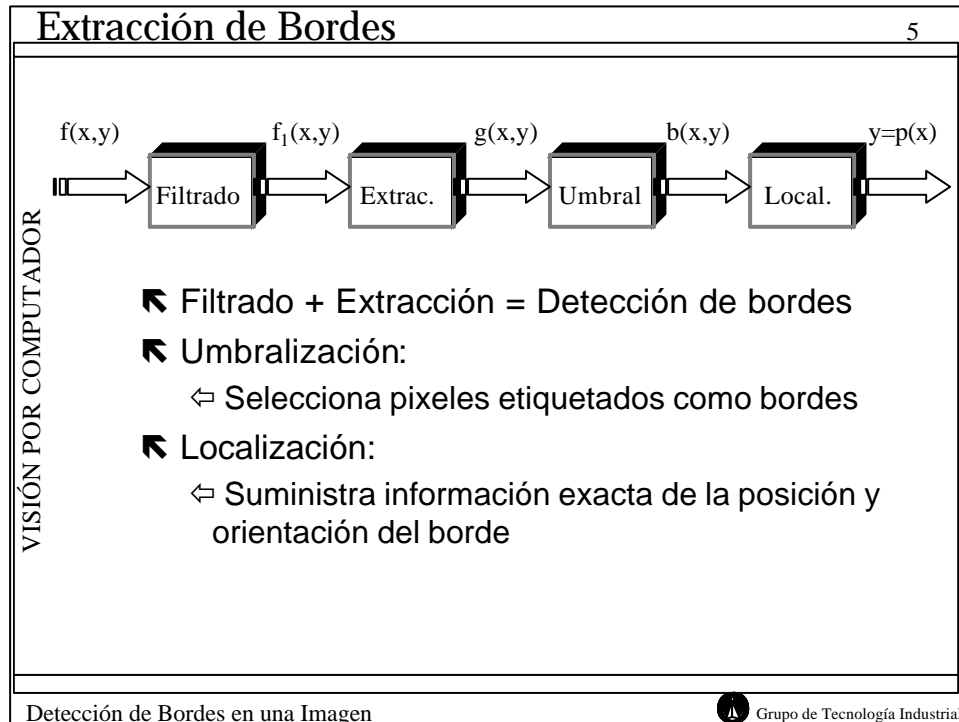 Extracción de Bordes
5
f(x,y) f₁(x,y) g(x,y) b(x,y) y=p(x)
Filtrado Extrac. Umbral Local.
VISIÓN POR COMPUTADOR
Filtrado + Extracción = Detección de bordes
Umbralización:
⇦ Selecciona pixeles etiquetados como bordes
Localización:
⇦ Suministra información exacta de la posición y
orientación del borde
Detección de Bordes en una Imagen
Grupo de Tecnología Industrial